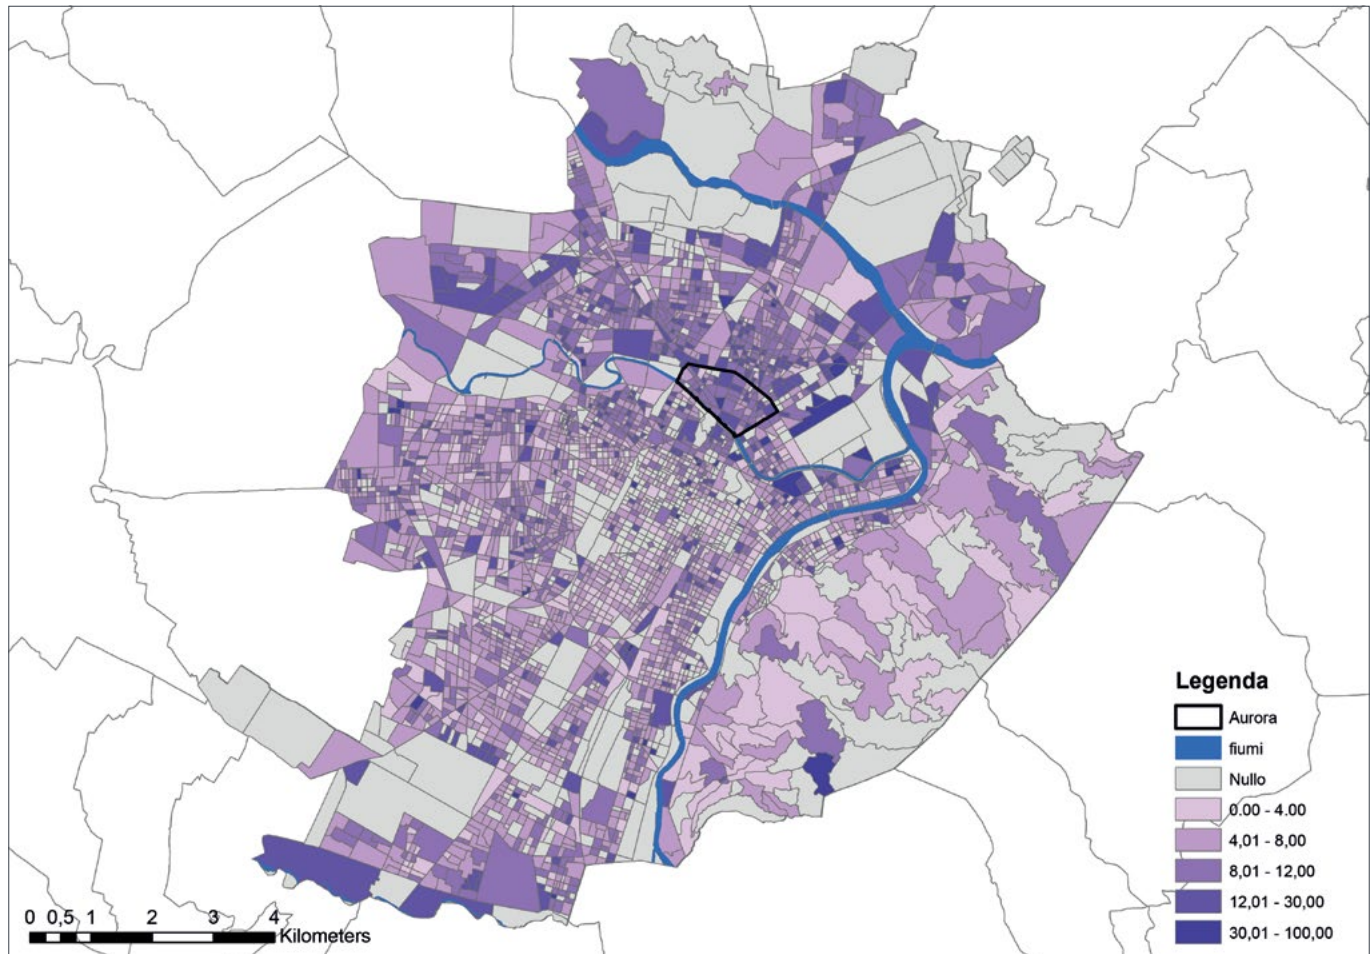 Legenda
Aurora
fiumi
Nullo
0.00 - 4.00
4,01 - 8,00
8,01 - 12,00
12,01 - 30,00
30,01 - 100,00
0 0,5 1 2 3 4
Kilometers